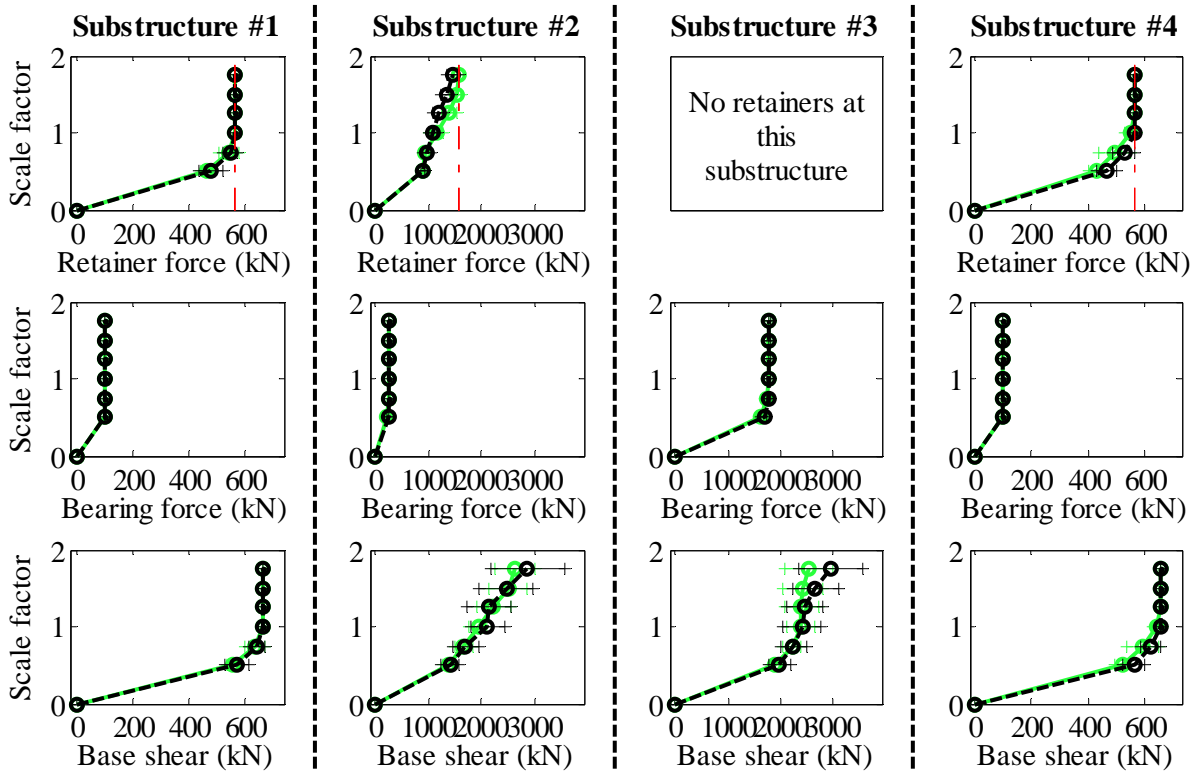 Substructure #1
Substructure #2
Substructure #3
Substructure #4
Scale factor
2
1
0
0 200 400 600
Retainer force (kN)
2
1
0
0 1000 2000 3000
Retainer force (kN)
No retainers at
this
substructure
2
1
0
0 200 400 600
Retainer force (kN)
Scale factor
2
1
0
0 200 400 600
Bearing force (kN)
2
1
0
0 1000 2000 3000
Bearing force (kN)
2
1
0
0 1000 2000 3000
Bearing force (kN)
2
1
0
0 200 400 600
Bearing force (kN)
Scale factor
2
1
0
0 200 400 600
Base shear (kN)
2
1
0
0 1000 2000 3000
Base shear (kN)
2
1
0
0 1000 2000 3000
Base shear (kN)
2
1
0
0 200 400 600
Base shear (kN)